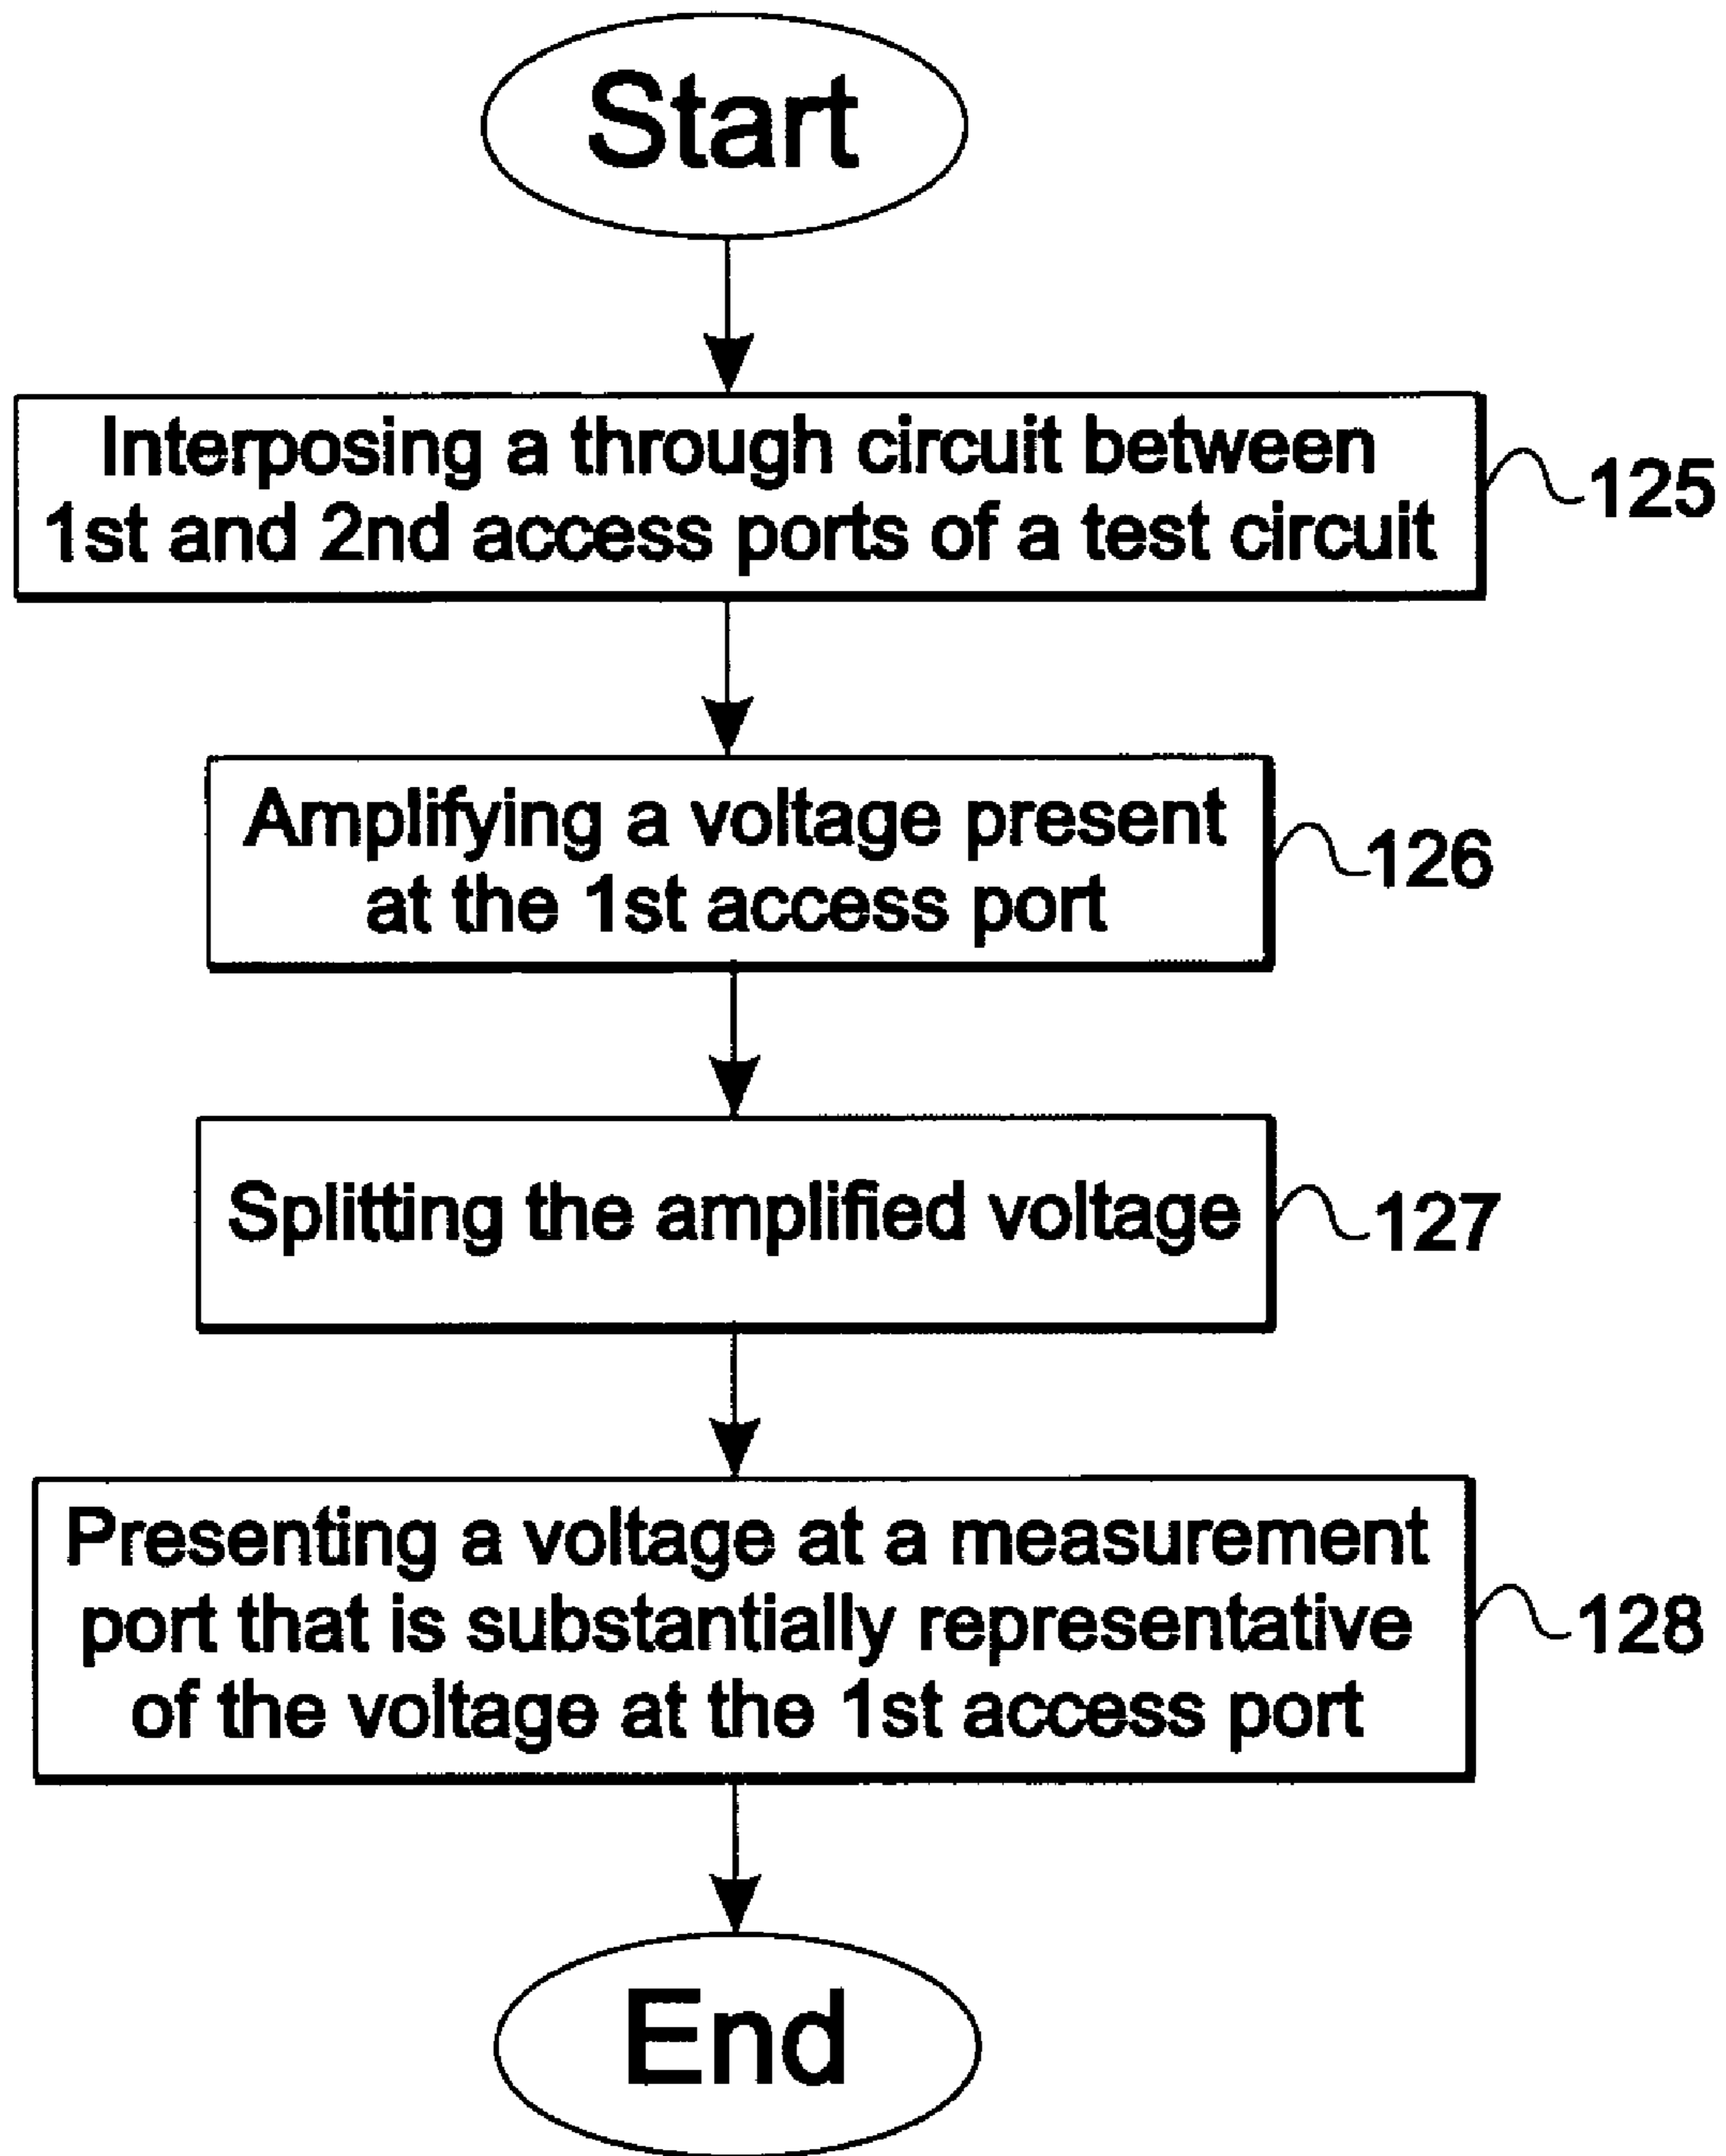 Start
Interposing a through circuit between
1st and 2nd access ports of a test circuit
125
Amplifying a voltage present
at the 1st access port
126
Splitting the amplified voltage
127
Presenting a voltage at a measurement
port that is substantially representative
of the voltage at the 1st access port
128
End